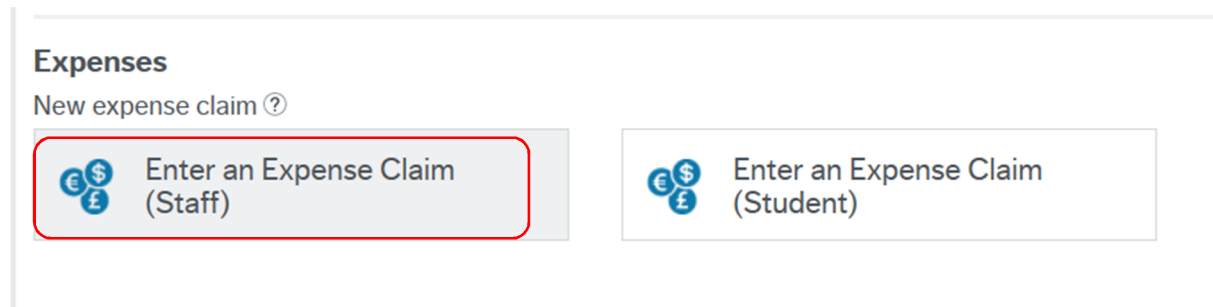 Expenses
New expense claim ?
€ $ £ Enter an Expense Claim
(Staff)
€ $ £ Enter an Expense Claim
(Student)